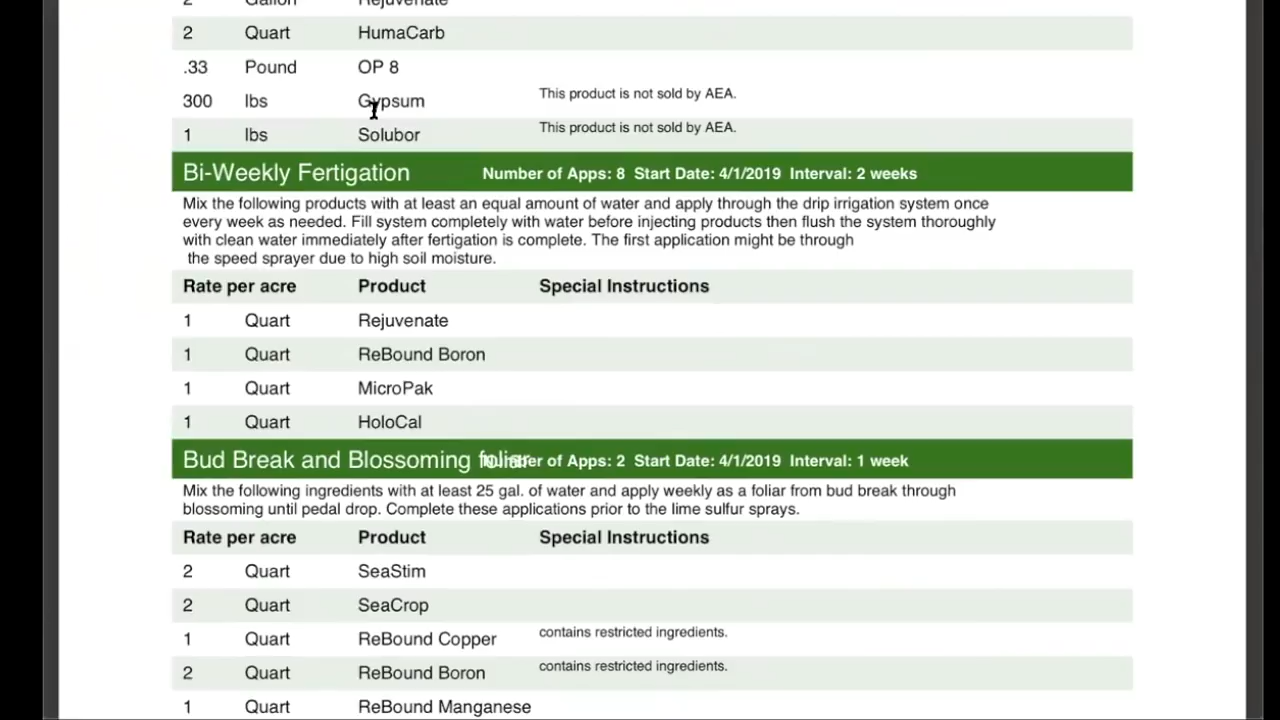 2 Gallon Rejuvenate
2 Quart HumaCarb
.33 Pound OP 8
300 lbs Gypsum This product is not sold by AEA.
1 lbs Solubor This product is not sold by AEA.
Bi-Weekly Fertigation Number of Apps: 8 Start Date: 4/1/2019 Interval: 2 weeks
Mix the following products with at least an equal amount of water and apply through the drip irrigation system once
every week as needed. Fill system completely with water before injecting products then flush the system thoroughly
with clean water immediately after fertigation is complete. The first application might be through
the speed sprayer due to high soil moisture.
Rate per acre Product Special Instructions
1 Quart Rejuvenate
1 Quart ReBound Boron
1 Quart MicroPak
1 Quart HoloCal
Bud Break and Blossoming foliar Number of Apps: 2 Start Date: 4/1/2019 Interval: 1 week
Mix the following ingredients with at least 25 gal. of water and apply weekly as a foliar from bud break through
blossoming until pedal drop. Complete these applications prior to the lime sulfur sprays.
Rate per acre Product Special Instructions
2 Quart SeaStim
2 Quart SeaCrop
1 Quart ReBound Copper contains restricted ingredients.
2 Quart ReBound Boron contains restricted ingredients.
1 Quart ReBound Manganese